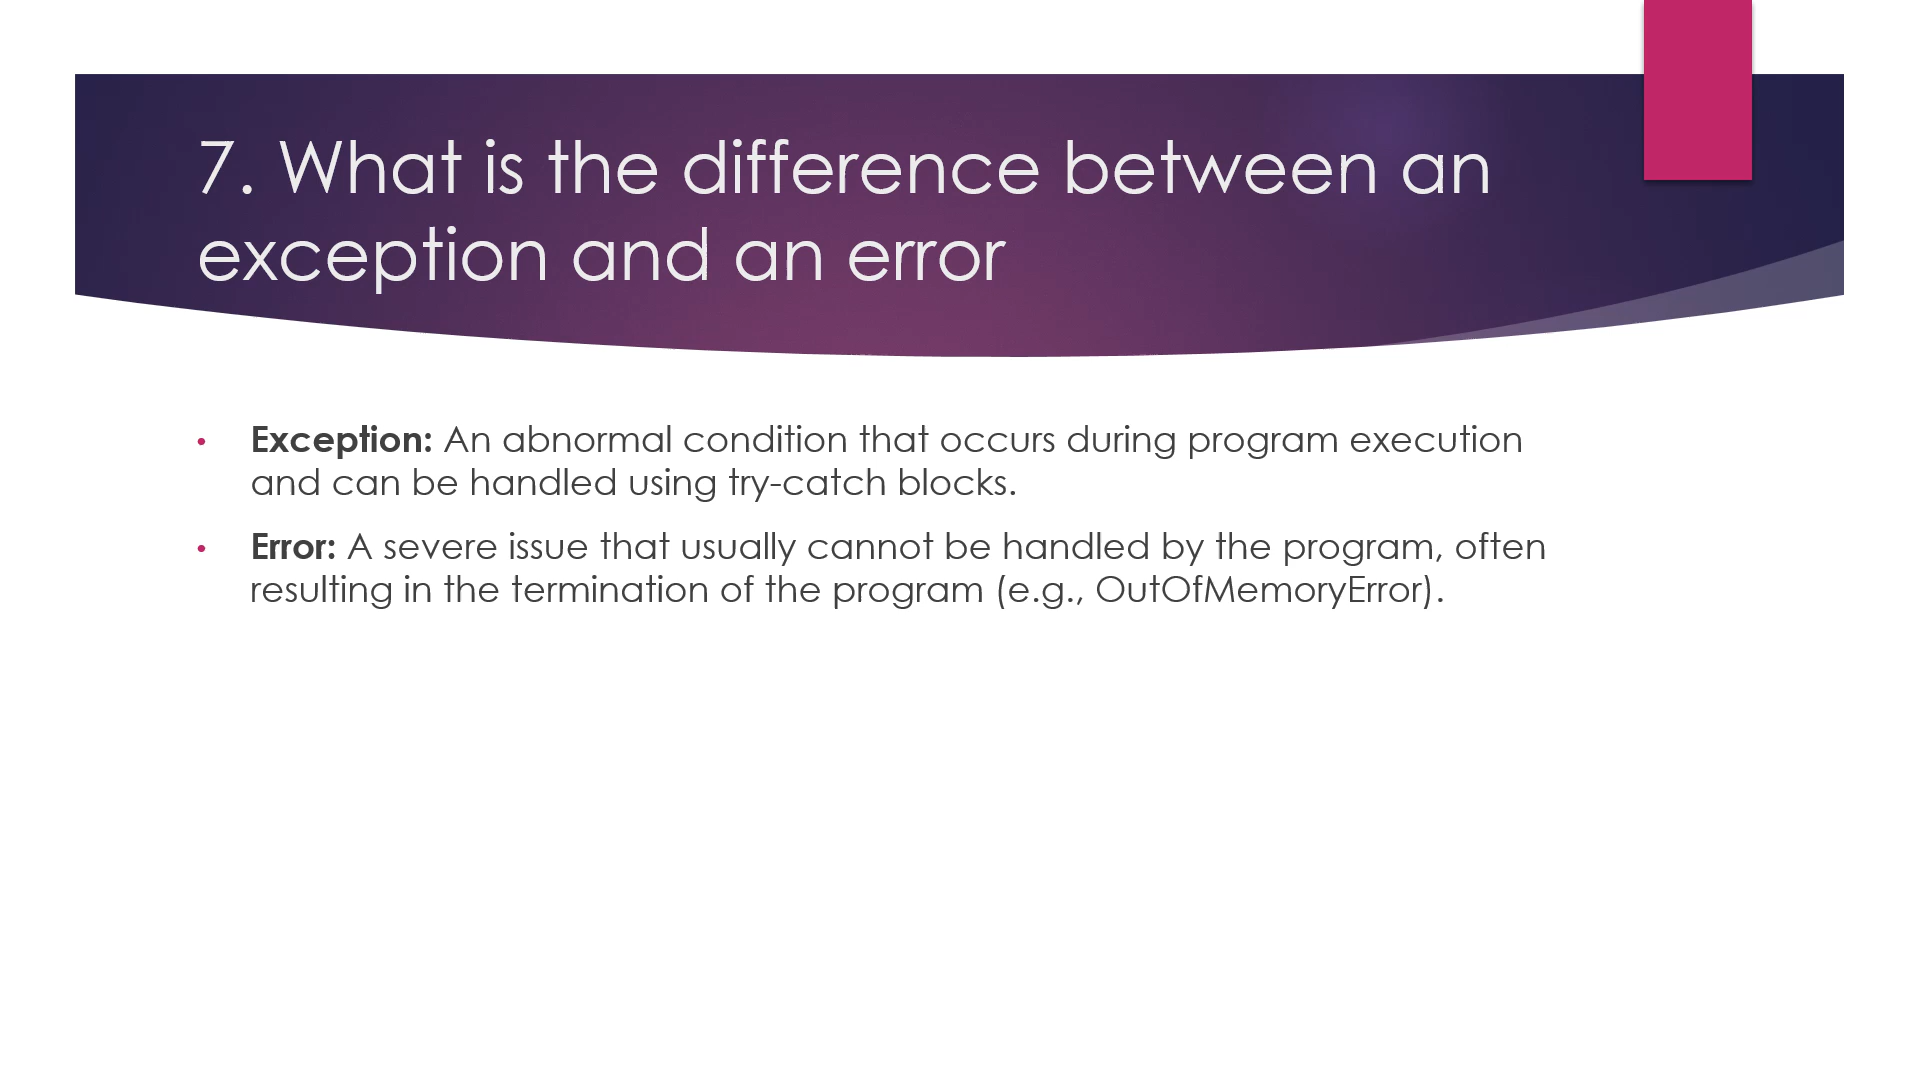 7. What is the difference between an
exception and an error
• Exception: An abnormal condition that occurs during program execution
and can be handled using try-catch blocks.
• Error: A severe issue that usually cannot be handled by the program, often
resulting in the termination of the program (e.g., OutOfMemoryError).